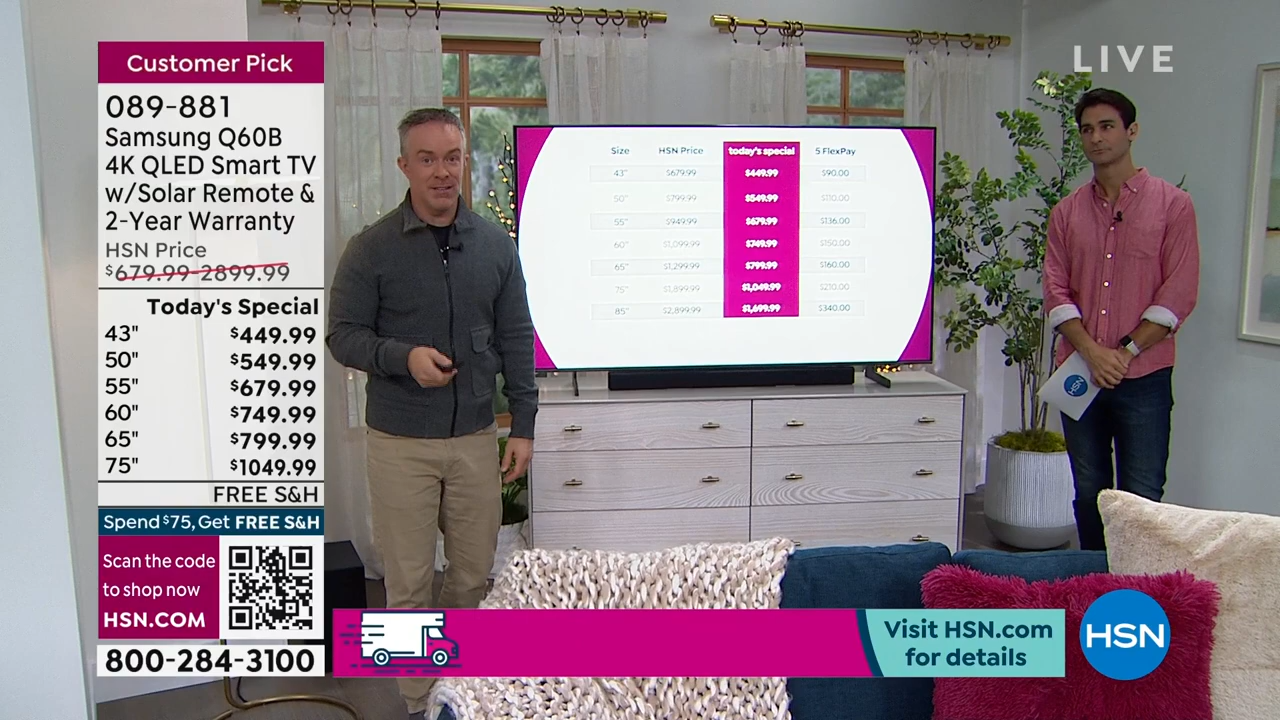 Customer Pick
089-881
Samsung Q60B
4K QLED Smart TV
w/Solar Remote &
2-Year Warranty
HSN Price
$679.99-2899.99
Today's Special
43" $449.99
50" $549.99
55" $679.99
60" $749.99
65" $799.99
75" $1049.99
FREE S&H
Spend $75, Get FREE S&H
Scan the code
to shop now
HSN.COM
800-284-3100
LIVE
Size HSN Price today's special 5 FlexPay
43" $679.99 $449.99 $90.00
50" $799.99 $549.99 $110.00
55" $949.99 $679.99 $136.00
60" $1,099.99 $749.99 $150.00
65" $1,299.99 $799.99 $160.00
75" $1,899.99 $1,049.99 $210.00
85" $2,899.99 $1,699.99 $340.00
HSN
Visit HSN.com
for details
HSN